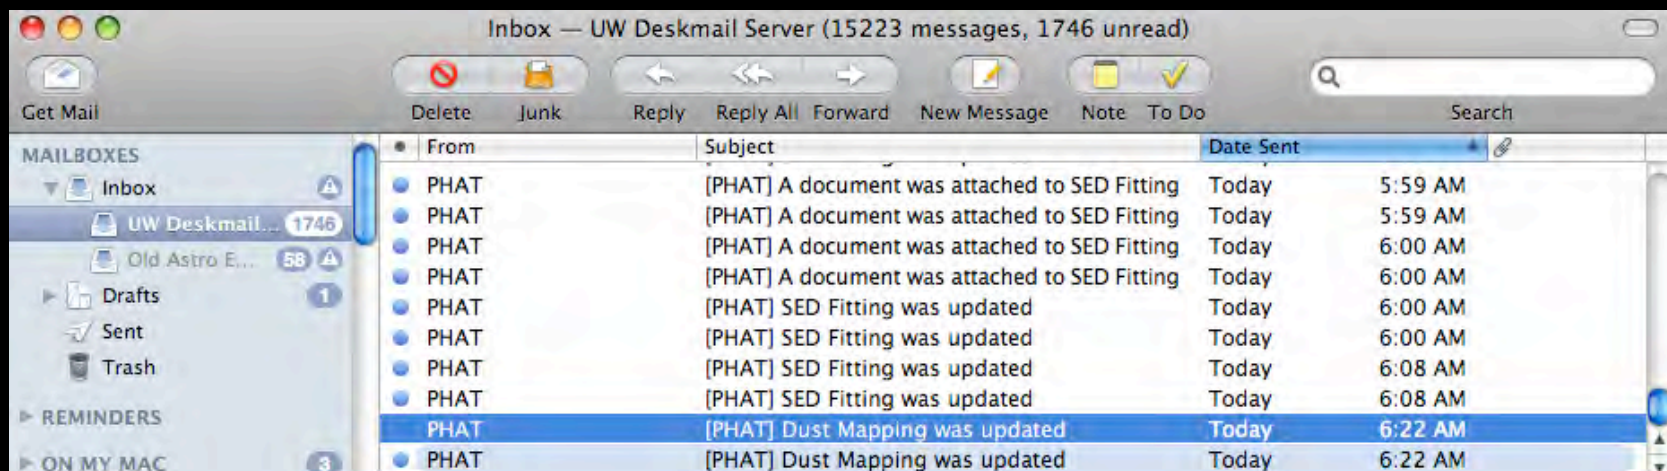 Inbox — UW Deskmail Server (15223 messages, 1746 unread)
Get Mail Delete Junk Reply Reply All Forward New Message Note To Do Search
MAILBOXES
Inbox
UW Deskmail... 1746
Old Astro E... 58
Drafts 1
Sent
Trash
REMINDERS
ON MY MAC 3
From Subject Date Sent
PHAT [PHAT] A document was attached to SED Fitting Today 5:59 AM
PHAT [PHAT] A document was attached to SED Fitting Today 5:59 AM
PHAT [PHAT] A document was attached to SED Fitting Today 6:00 AM
PHAT [PHAT] A document was attached to SED Fitting Today 6:00 AM
PHAT [PHAT] SED Fitting was updated Today 6:00 AM
PHAT [PHAT] SED Fitting was updated Today 6:00 AM
PHAT [PHAT] SED Fitting was updated Today 6:08 AM
PHAT [PHAT] SED Fitting was updated Today 6:08 AM
PHAT [PHAT] Dust Mapping was updated Today 6:22 AM
PHAT [PHAT] Dust Mapping was updated Today 6:22 AM